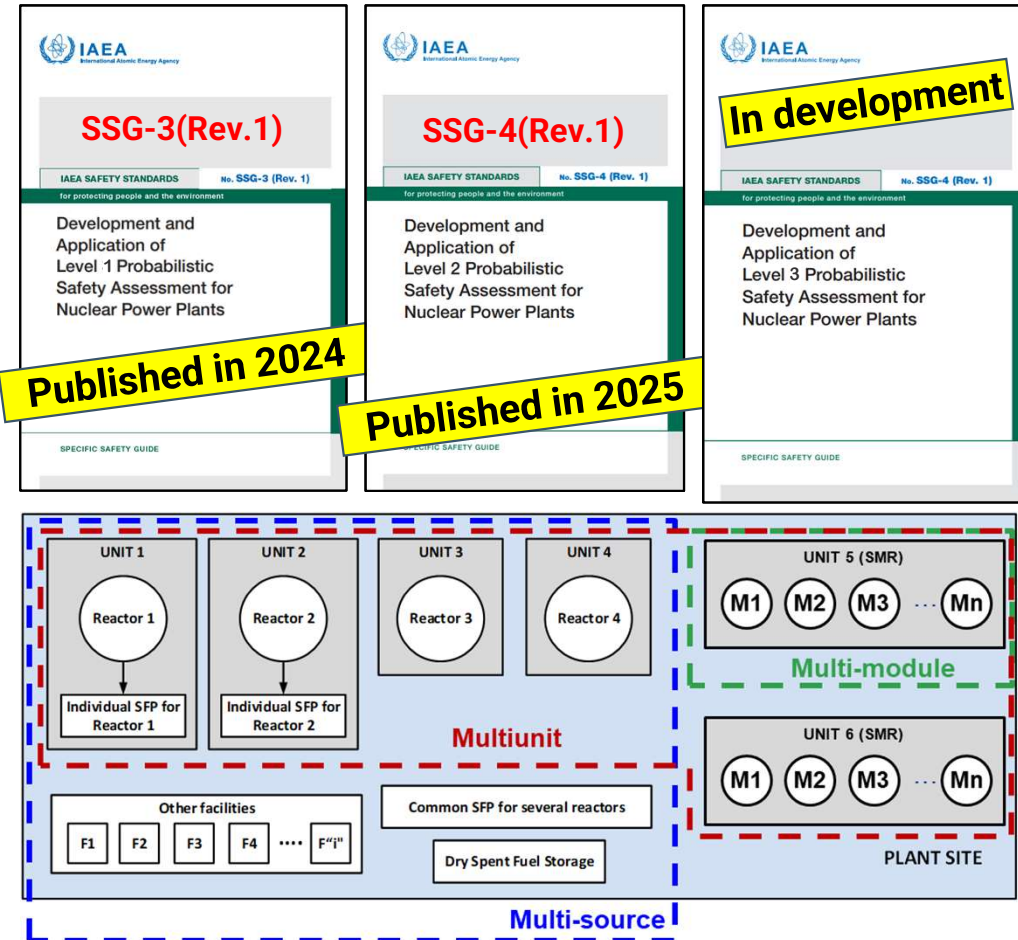 IAEA
International Atomic Energy Agency
SSG-3(Rev.1)
IAEA SAFETY STANDARDS
No. SSG-3 (Rev. 1)
for protecting people and the environment
Development and
Application of
Level 1 Probabilistic
Safety Assessment for
Nuclear Power Plants
Published in 2024
SPECIFIC SAFETY GUIDE
IAEA
International Atomic Energy Agency
SSG-4(Rev.1)
IAEA SAFETY STANDARDS
No. SSG-4 (Rev. 1)
for protecting people and the environment
Development and
Application of
Level 2 Probabilistic
Safety Assessment for
Nuclear Power Plants
Published in 2025
SPECIFIC SAFETY GUIDE
IAEA
International Atomic Energy Agency
In development
IAEA SAFETY STANDARDS
No. SSG-4 (Rev. 1)
for protecting people and the environment
Development and
Application of
Level 3 Probabilistic
Safety Assessment for
Nuclear Power Plants
SPECIFIC SAFETY GUIDE
UNIT 1
Reactor 1
Individual SFP for
Reactor 1
UNIT 2
Reactor 2
Individual SFP for
Reactor 2
UNIT 3
Reactor 3
UNIT 4
Reactor 4
Multiunit
UNIT 5 (SMR)
M1 M2 M3 ... Mn
Multi-module
UNIT 6 (SMR)
M1 M2 M3 ... Mn
Other facilities
F1 F2 F3 F4 .... F"i"
Common SFP for several reactors
Dry Spent Fuel Storage
PLANT SITE
Multi-source